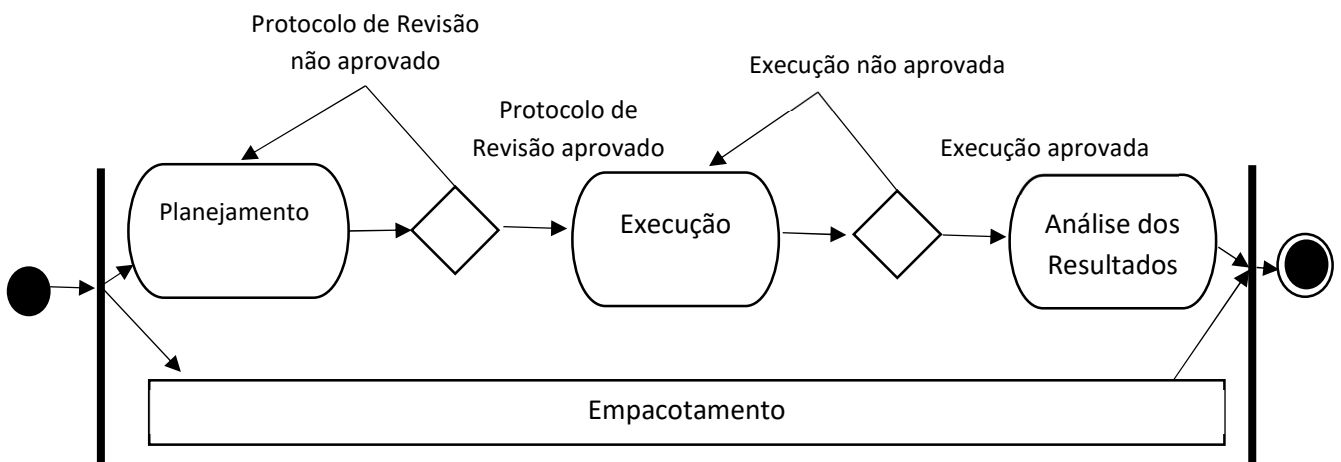 Protocolo de Revisão
não aprovado
Execução não aprovada
Protocolo de
Revisão aprovado
Execução aprovada
Planejamento
Execução
Análise dos
Resultados
Empacotamento